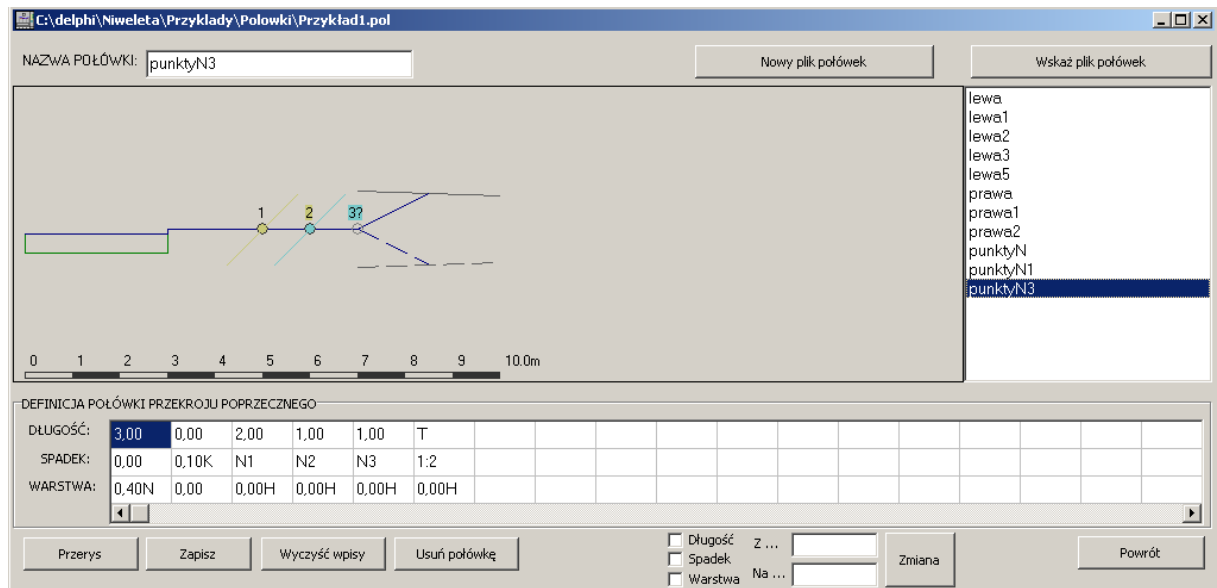 C:\delphi\Niweleta\Przyklady\Polowki\Przykład1.pol
NAZWA POŁÓWKI: punktyN3 Nowy plik połówek Wskaż plik połówek
lewa
lewa1
lewa2
lewa3
lewa5
prawa
prawa1
prawa2
punktyN
punktyN1
punktyN3
1 2 3?
0 1 2 3 4 5 6 7 8 9 10.0m
DEFINICJA POŁÓWKI PRZEKROJU POPRZECZNEGO
DŁUGOŚĆ: 3,00 0,00 2,00 1,00 1,00 T
SPADEK: 0,00 0,10K N1 N2 N3 1:2
WARSTWA: 0,40N 0,00 0,00H 0,00H 0,00H 0,00H
Przerys Zapisz Wyczyść wpisy Usuń połówkę
Długość Z ...
Spadek
Warstwa Na ...
Zmiana Powrót